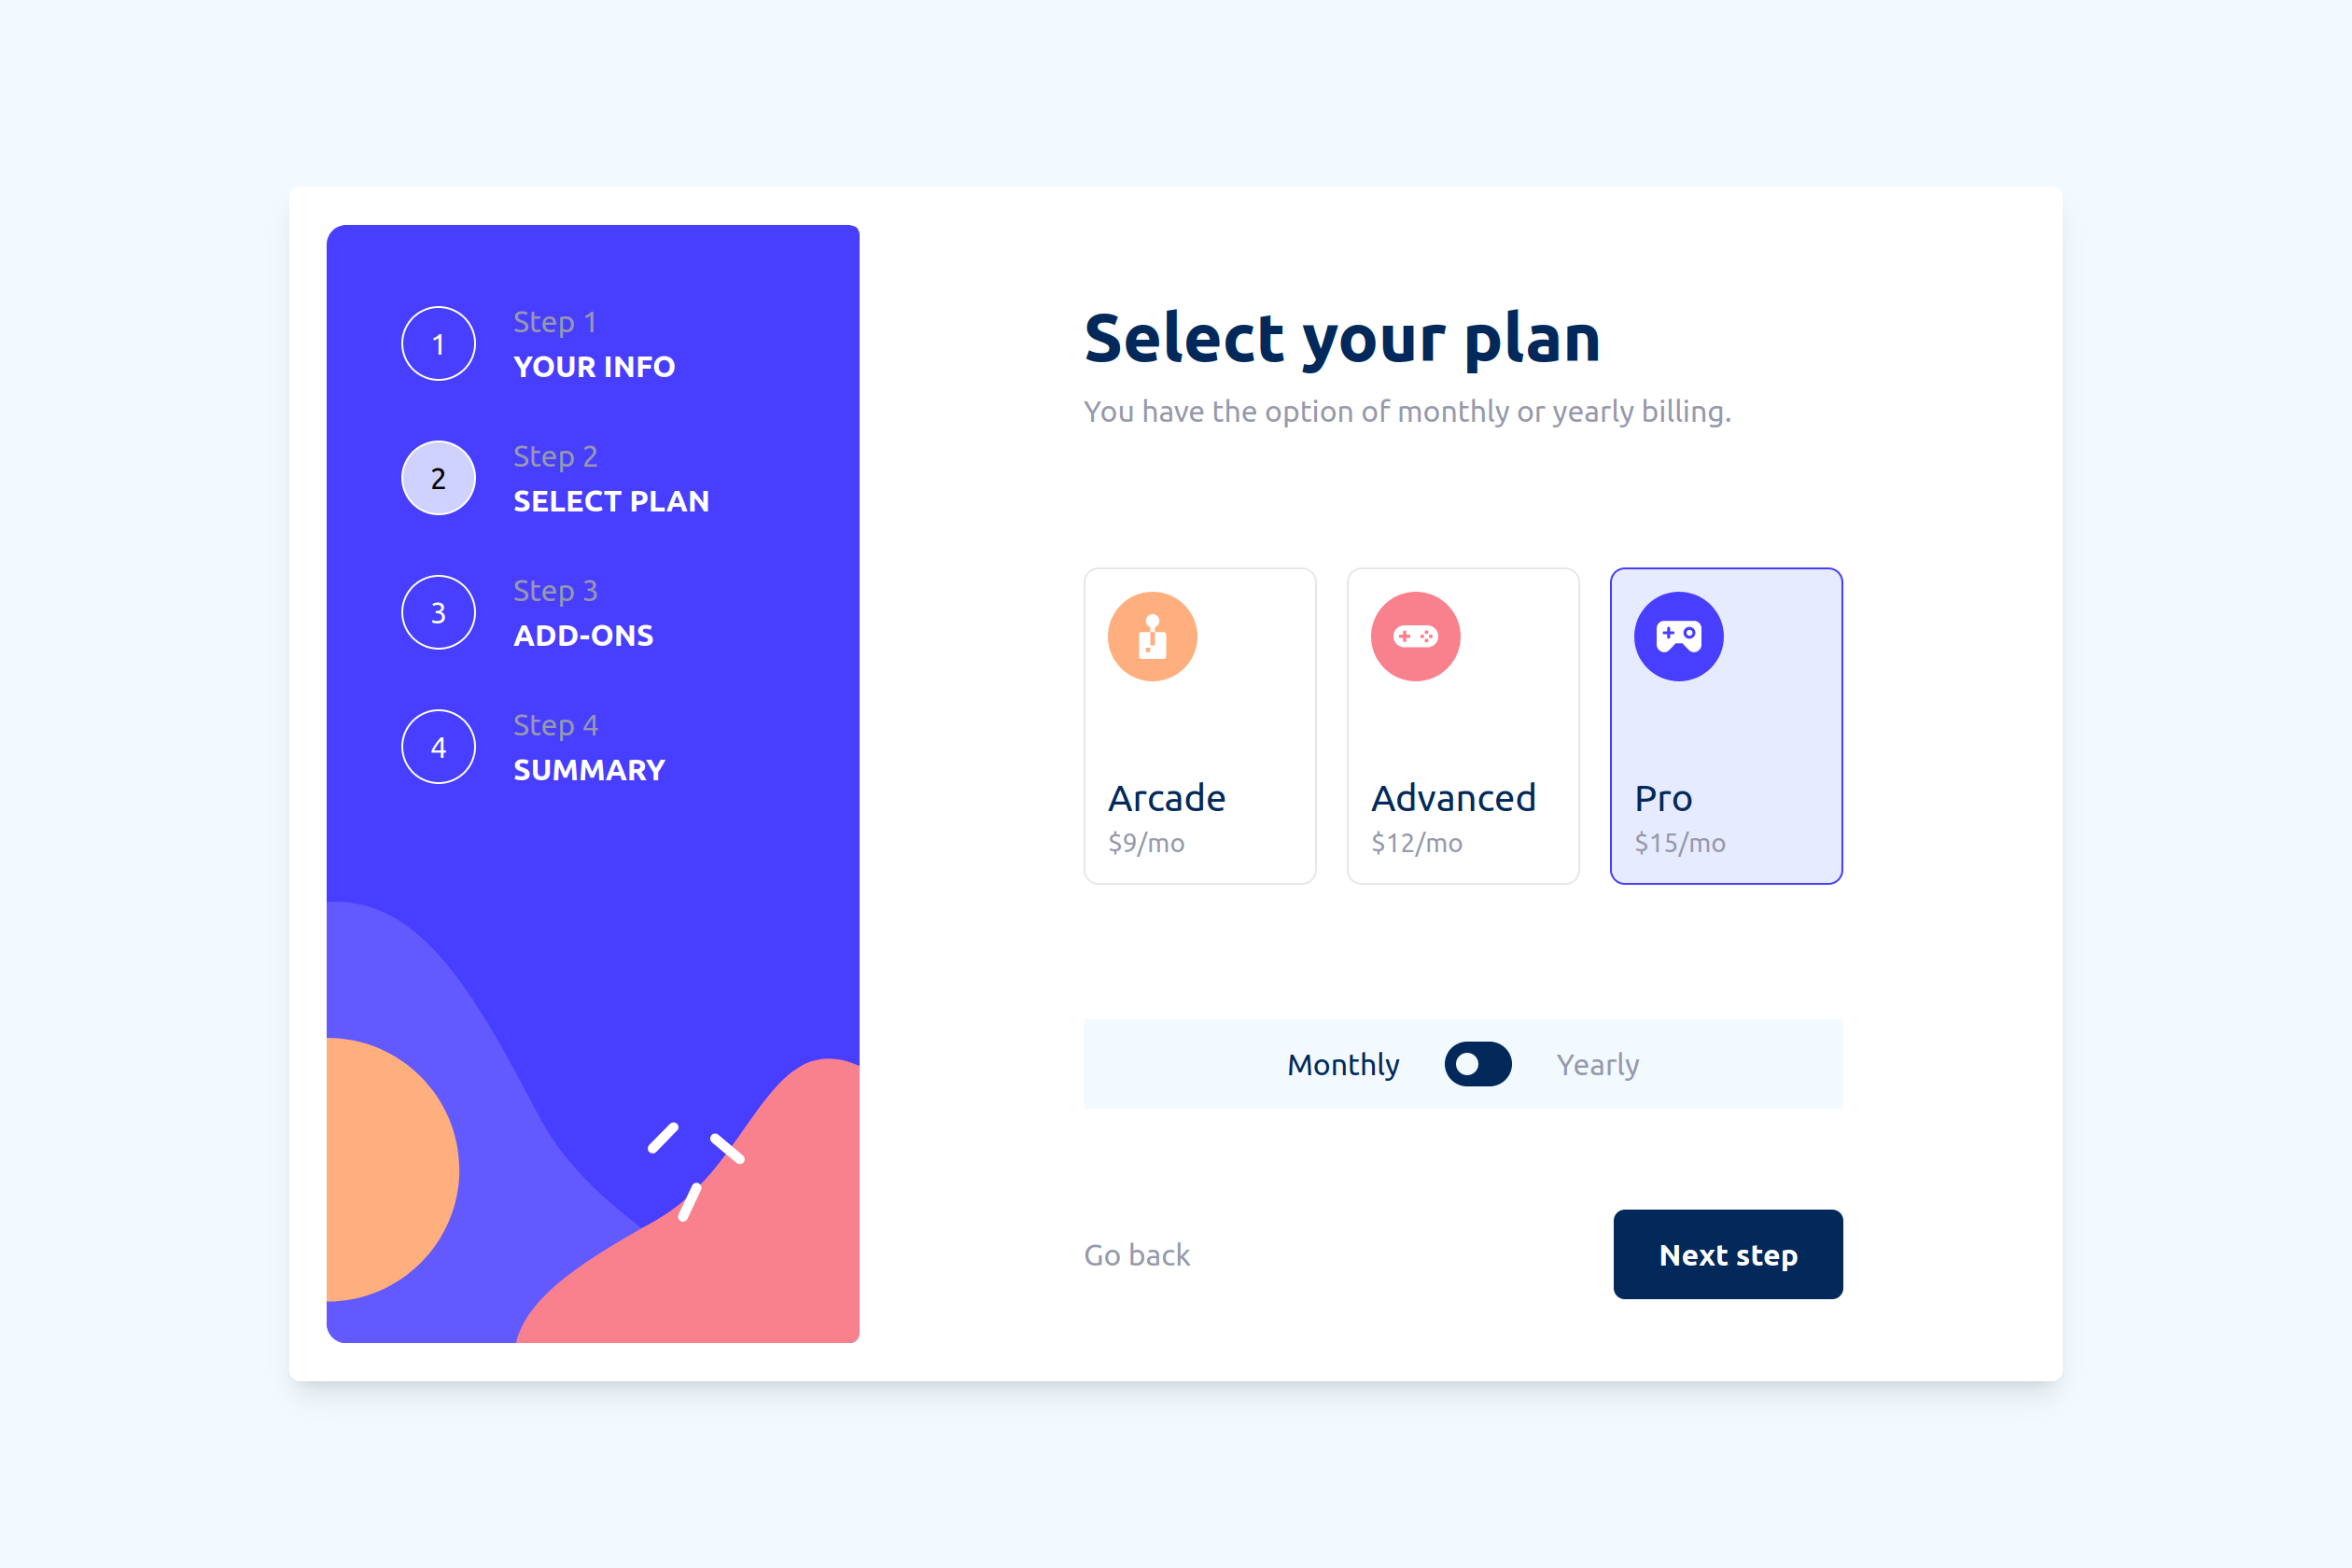 1
Step 1
YOUR INFO
2
Step 2
SELECT PLAN
3
Step 3
ADD-ONS
4
Step 4
SUMMARY
Select your plan
You have the option of monthly or yearly billing.
Arcade
$9/mo
Advanced
$12/mo
Pro
$15/mo
Monthly
Yearly
Go back
Next step